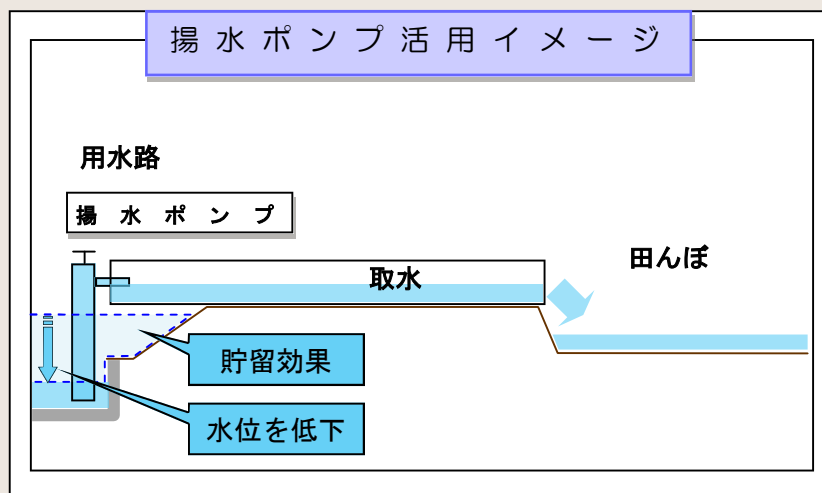 揚水ポンプ活用イメージ
用水路
揚水ポンプ
取水
田んぼ
貯留効果
水位を低下